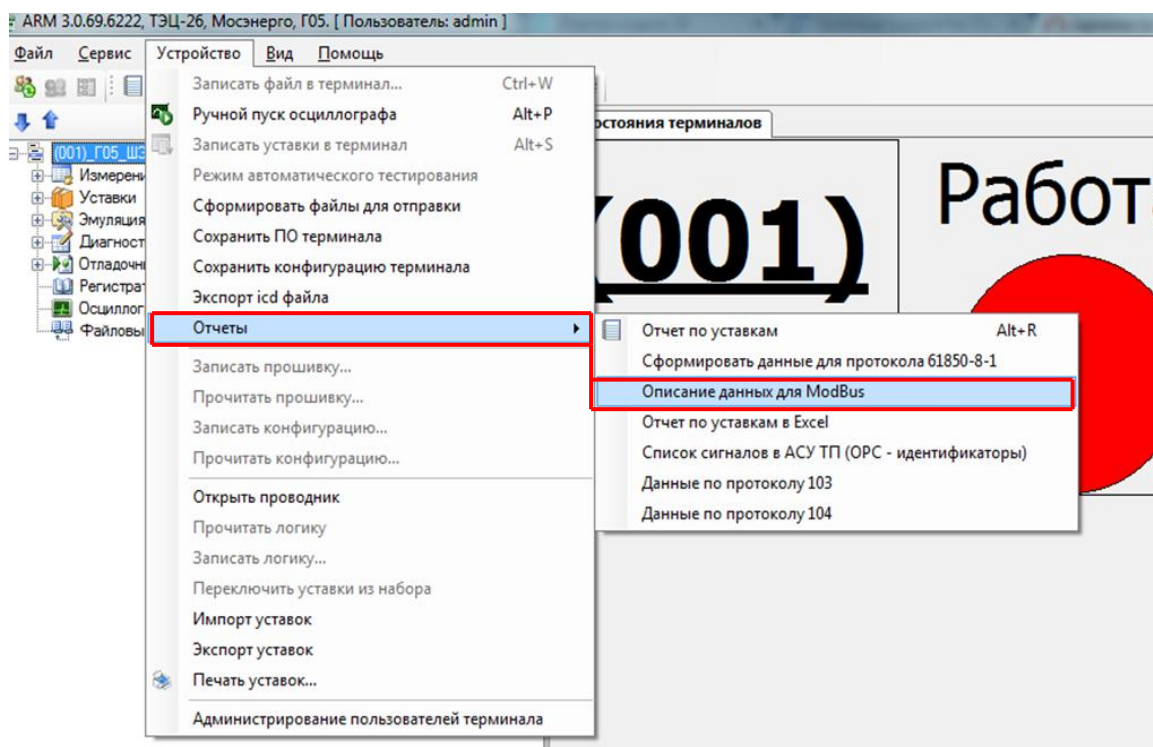 ARM 3.0.69.6222, ТЭЦ-26, Мосэнерго, Г05. [ Пользователь: admin ]
Файл Сервис Устройство Вид Помощь
Записать файл в терминал... Ctrl+W
Ручной пуск осциллографа Alt+P
Записать уставки в терминал Alt+S
Режим автоматического тестирования
Сформировать файлы для отправки
Сохранить ПО терминала
Сохранить конфигурацию терминала
Экспорт icd файла
Отчеты
Записать прошивку...
Прочитать прошивку...
Записать конфигурацию...
Прочитать конфигурацию...
Открыть проводник
Прочитать логику
Записать логику...
Переключить уставки из набора
Импорт уставок
Экспорт уставок
Печать уставок...
Администрирование пользователей терминала
(001)_Г05_ШЭ
Измерени
Уставки
Эмуляция
Диагност
Отладочн
Регистрат
Осциллог
Файловы
остояния терминалов
(001)
Работ
Отчет по уставкам Alt+R
Сформировать данные для протокола 61850-8-1
Описание данных для ModBus
Отчет по уставкам в Excel
Список сигналов в АСУ ТП (OPC - идентификаторы)
Данные по протоколу 103
Данные по протоколу 104